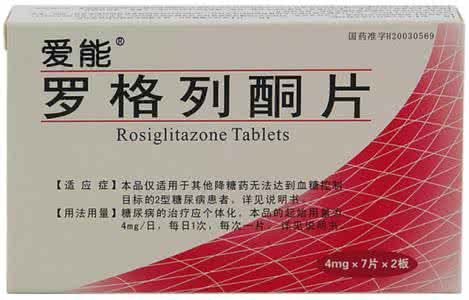 爱能®
国药准字H20030569
罗格列酮片
Rosiglitazone Tablets
【适应症】本品仅适用于其他降糖药无法达到血糖控制
目标的2型糖尿病患者，详见说明书。
【用法用量】糖尿病的治疗应个体化，本品的起始用量为
4mg/日，每日1次，每次一片。详见说明书。
4mg×7片×2板